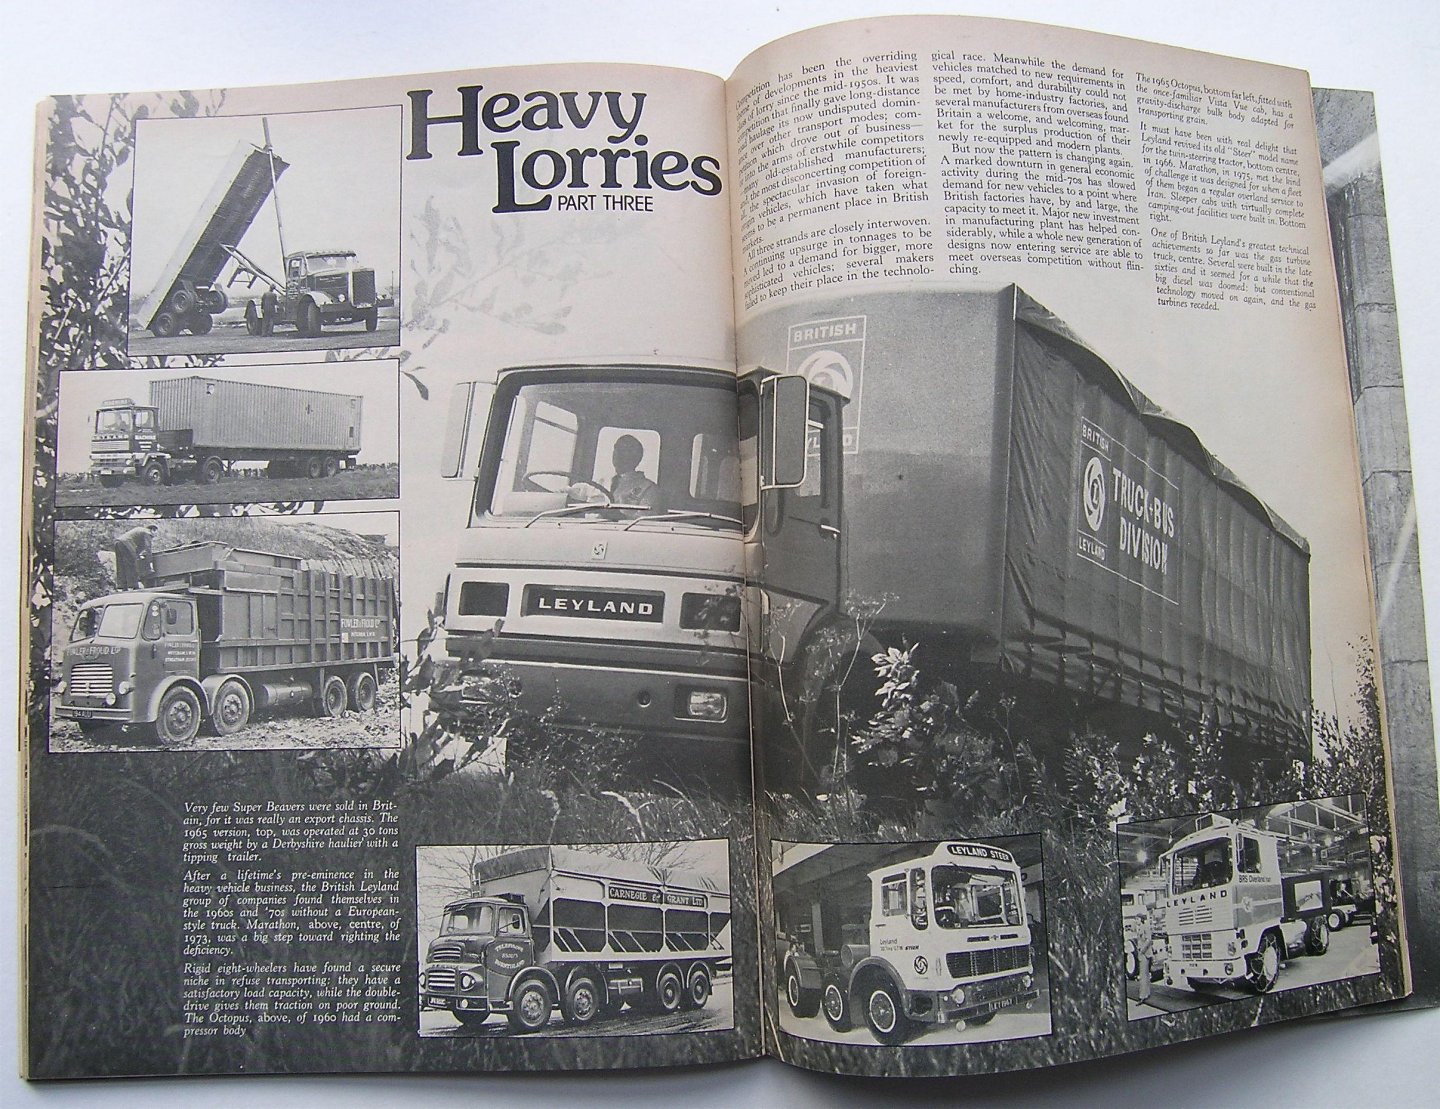 Heavy
Lorries
PART THREE
Competition has been the overriding
of developments in the heaviest
of lorry since the mid-1950s. It was
competition that finally gave long-distance
haulage its now undisputed domin-
over other transport modes; com-
petition which drove out of business—
into the arms of erstwhile competitors
many old-established manufacturers;
the most disconcerting competition of
the spectacular invasion of foreign-
vehicles, which have taken what
to be a permanent place in British
markets.
All three strands are closely interwoven.
A continuing upsurge in tonnages to be
moved led to a demand for bigger, more
sophisticated vehicles; several makers
failed to keep their place in the technolo-
gical race. Meanwhile the demand for
vehicles matched to new requirements in
speed, comfort, and durability could not
be met by home-industry factories, and
several manufacturers from overseas found
Britain a welcome, and welcoming, mar-
ket for the surplus production of their
newly re-equipped and modern plants.
But now the pattern is changing again.
A marked downturn in general economic
activity during the mid-70s has slowed
demand for new vehicles to a point where
British factories have, by and large, the
capacity to meet it. Major new investment
in manufacturing plant has helped con-
siderably, while a whole new generation of
designs now entering service are able to
meet overseas competition without flin-
ching.
The 1965 Octopus, bottom far left, fitted with
the once-familiar Vista Vue cab, has a
gravity-discharge bulk body adapted for
transporting grain.
It must have been with real delight that
Leyland revised its old "Steer" model name
for the twin-steering tractor, bottom centre,
in 1966. Marathon, in 1975, met the kind
of challenge it was designed for when a fleet
of them began a regular overland service to
Iran. Sleeper cabs with virtually complete
camping-out facilities were built in. Bottom
right.
One of British Leyland's greatest technical
achievements so far was the gas turbine
truck, centre. Several were built in the late
sixties and it seemed for a while that the
big diesel was doomed: but conventional
technology moved on again, and the gas
turbines receded.
BRITISH
LEYLAND
BRITISH
L
LEYLAND
TRUCK+BUS
DIVISION
LEYLAND
LEYLAND
FOWLER & FROUD LTD
FOWLER & FROUD LTD
Very few Super Beavers were sold in Brit-
ain, for it was really an export chassis. The
1965 version, top, was operated at 30 tons
gross weight by a Derbyshire haulier with a
tipping trailer.
After a lifetime's pre-eminence in the
heavy vehicle business, the British Leyland
group of companies found themselves in
the 1960s and '70s without a European-
style truck. Marathon, above, centre, of
1973, was a big step toward righting the
deficiency.
Rigid eight-wheelers have found a secure
niche in refuse transporting: they have a
satisfactory load capacity, while the double-
drive gives them traction on poor ground.
The Octopus, above, of 1960 had a com-
pressor body
CARNEGIE & GRANT LTD
TELEPHONE
LEYLAND STEER
Leyland
LEYLAND
BRS Overland